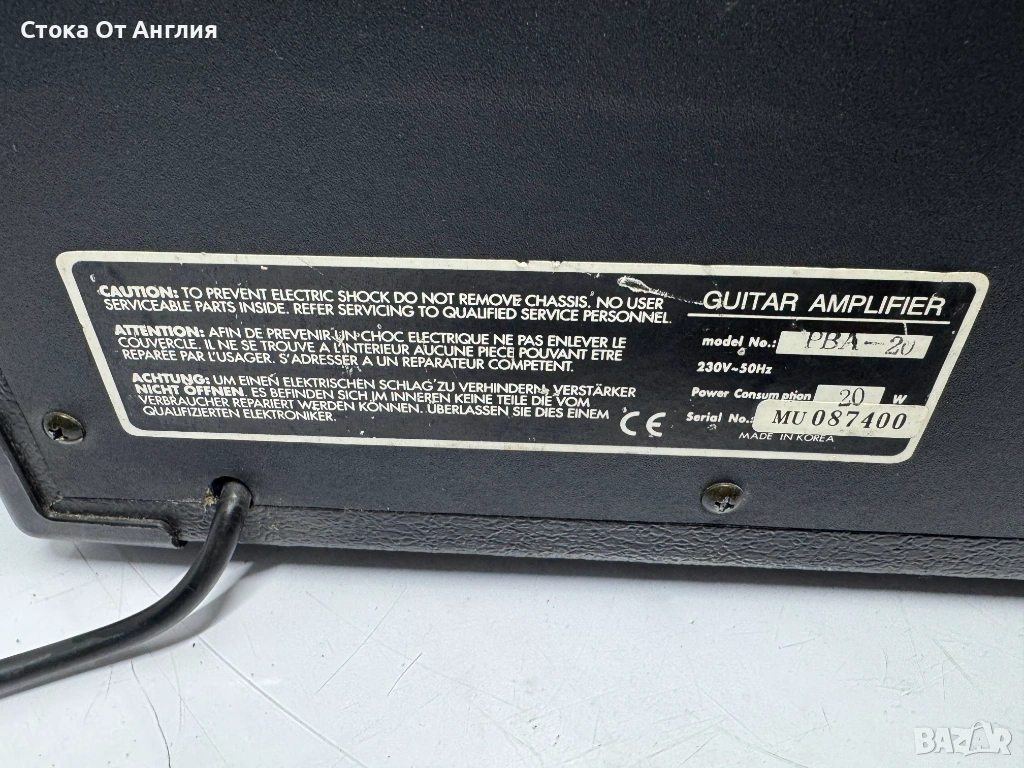 Стока От Англия
CAUTION: TO PREVENT ELECTRIC SHOCK DO NOT REMOVE CHASSIS. NO USER
SERVICEABLE PARTS INSIDE. REFER SERVICING TO QUALIFIED SERVICE PERSONNEL.
ATTENTION: AFIN DE PREVENIR UN CHOC ELECTRIQUE NE PAS ENLEVER LE
COUVERCLE. IL NE SE TROUVE A L'INTERIEUR AUCUNE PIECE POUVANT ETRE
REPARÉE PAR L'USAGER. S'ADRESSER A UN REPARATEUR COMPETENT.
ACHTUNG: UM EINEN ELEKTRISCHEN SCHLAG ZU VERHINDERN, VERSTÄRKER
NICHT ÖFFNEN. ES BEFINDEN SICH IM INNEREN KEINE TEILE DIE VOM
VERBRAUCHER REPARIERT WERDEN KÖNNEN. ÜBERLASSEN SIE DIES EINEM
QUALIFIZIERTEN ELEKTRONIKER.
CE
GUITAR AMPLIFIER
model No.: PBA-20
230V~50Hz
Power Consumption 20 W
Serial No.: MU 087400
MADE IN KOREA
BAZAR